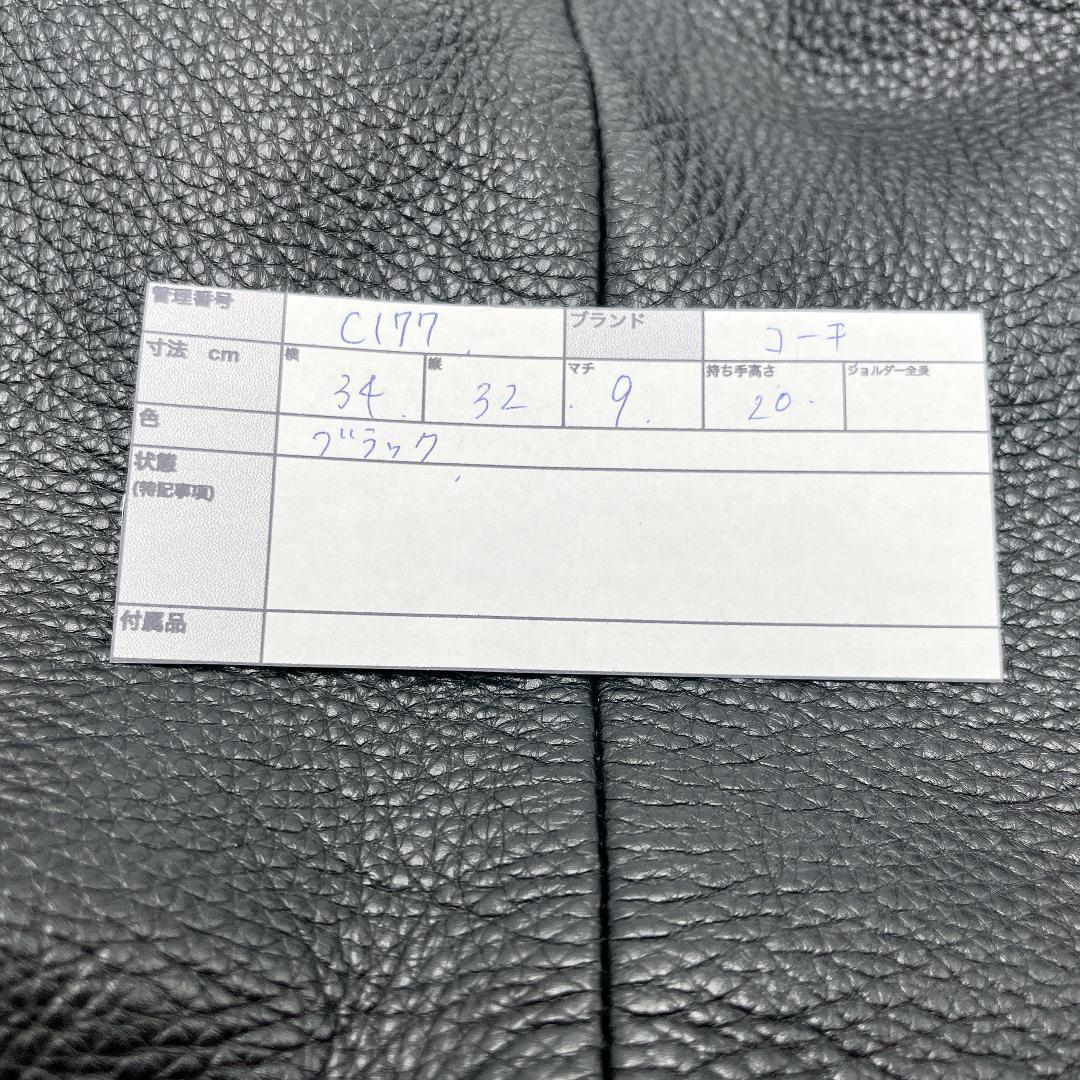 管理番号 C177 ブランド コーチ
寸法 cm 横 34 縦 32 マチ 9 持ち手高さ 20 ショルダー全長
色 ブラック
状態
(特記事項)
付属品